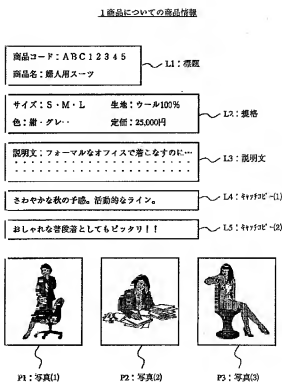 1商品についての商品情報
商品コード：ABC12345
商品名：婦人用スーツ
L1：標題
サイズ：S・M・L　生地：ウール100％
色：紺・グレ・・　定価：25,000円
L2：規格
説明文：フォーマルなオフィスで着こなすのに…
L3：説明文
さわやかな秋の予感。活動的なライン。
L4：キャッチコピー(1)
おしゃれな普段着としてもピッタリ！！
L5：キャッチコピー(2)
P1：写真(1)　P2：写真(2)　P3：写真(3)